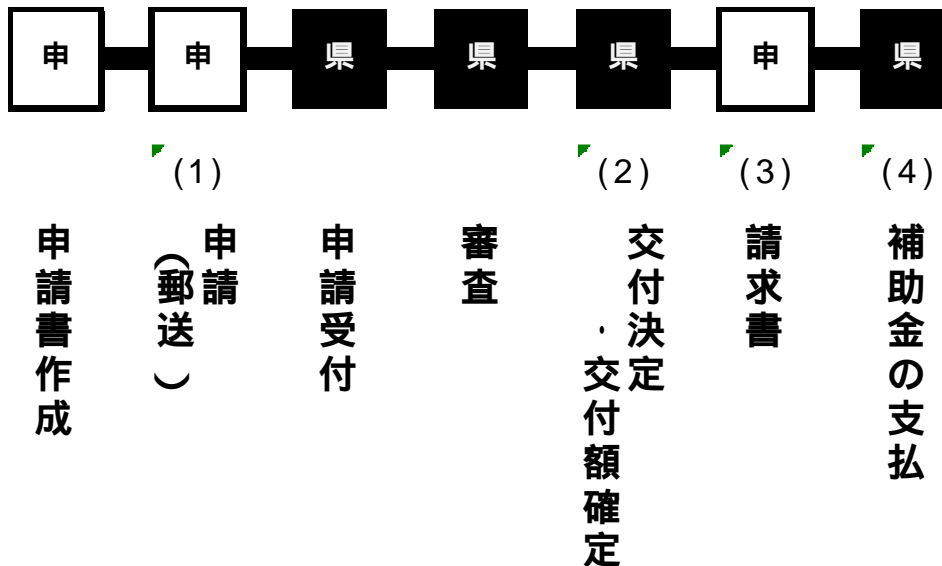 申
申
県
県
県
申
県
(1)
(2)
(3)
(4)
申請書作成
申請
(郵送)
申請受付
審査
交付決定
・交付額確定
請求書
補助金の支払